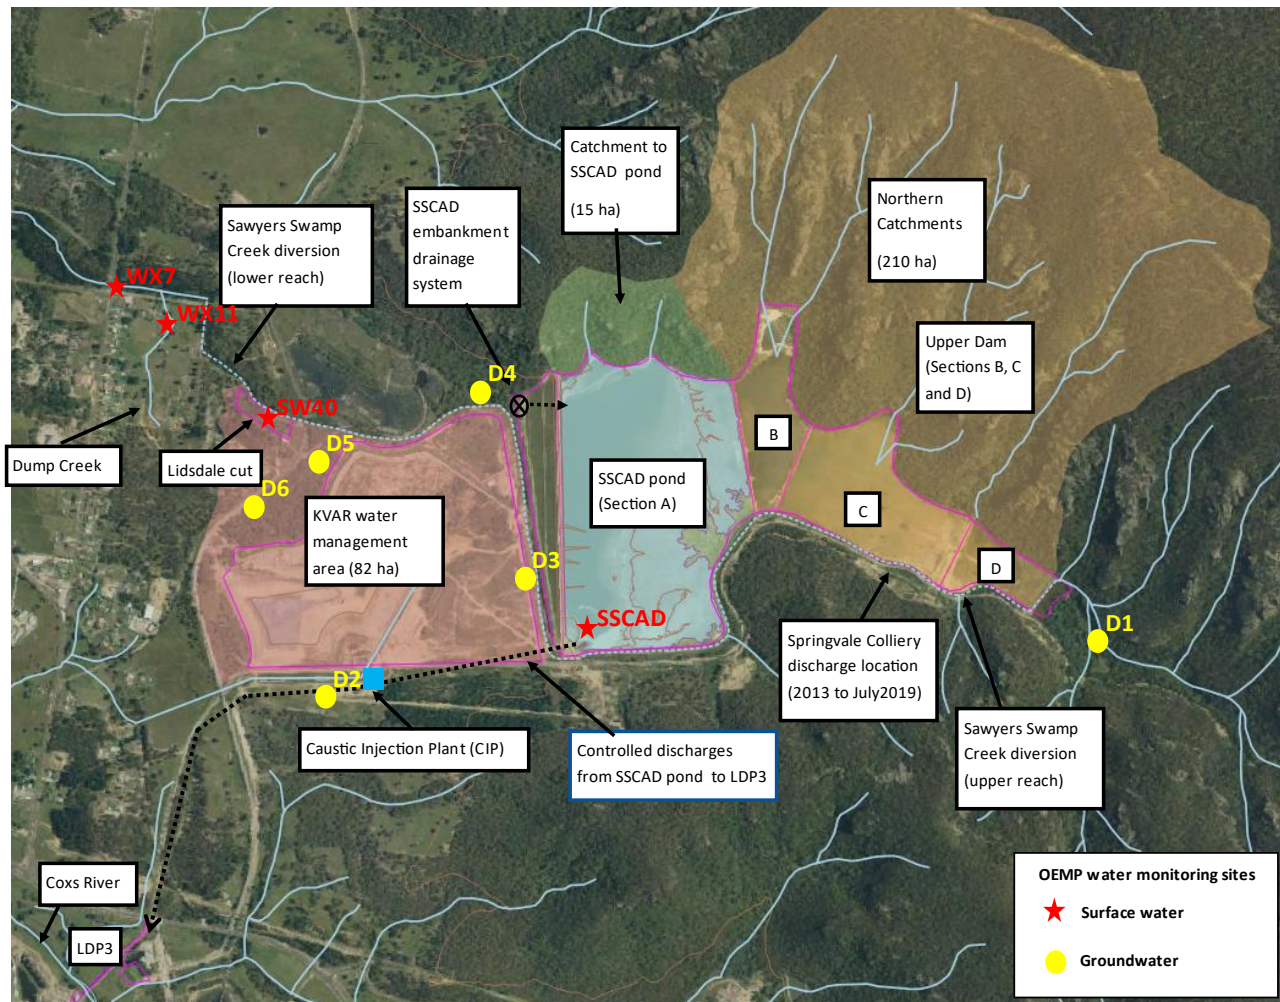 Catchment to
SSCAD pond
(15 ha)
Northern
Catchments
(210 ha)
SSCAD
embankment
drainage
system
Sawyers Swamp
Creek diversion
(lower reach)
WX7
WX11
Upper Dam
(Sections B, C
and D)
D4
SW40
B
Dump Creek
Lidsdale cut
D5
D6
SSCAD pond
(Section A)
C
KVAR water
management
area (82 ha)
D3
D
SSCAD
D1
Springvale Colliery
discharge location
(2013 to July2019)
D2
Caustic Injection Plant (CIP)
Controlled discharges
from SSCAD pond to LDP3
Sawyers Swamp
Creek diversion
(upper reach)
Coxs River
LDP3
OEMP water monitoring sites
Surface water
Groundwater